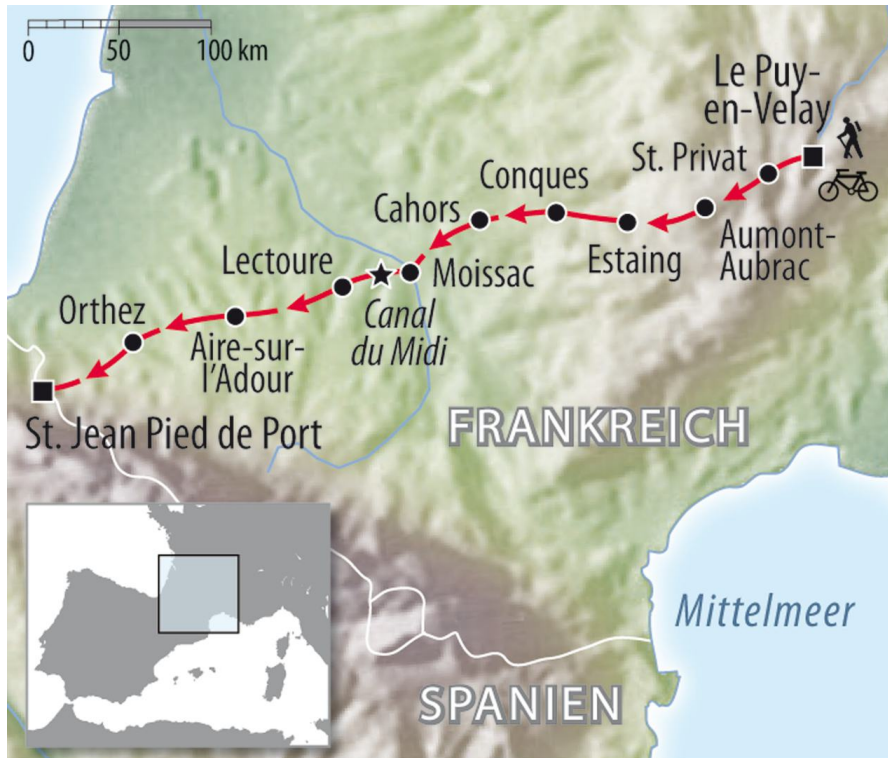 0 50 100 km
Le Puy-
en-Velay
St. Privat
Conques
Cahors
Aumont-
Aubrac
Estaing
Lectoure
Moissac
Canal
du Midi
Orthez
Aire-sur-
l'Adour
St. Jean Pied de Port
FRANKREICH
Mittelmeer
SPANIEN